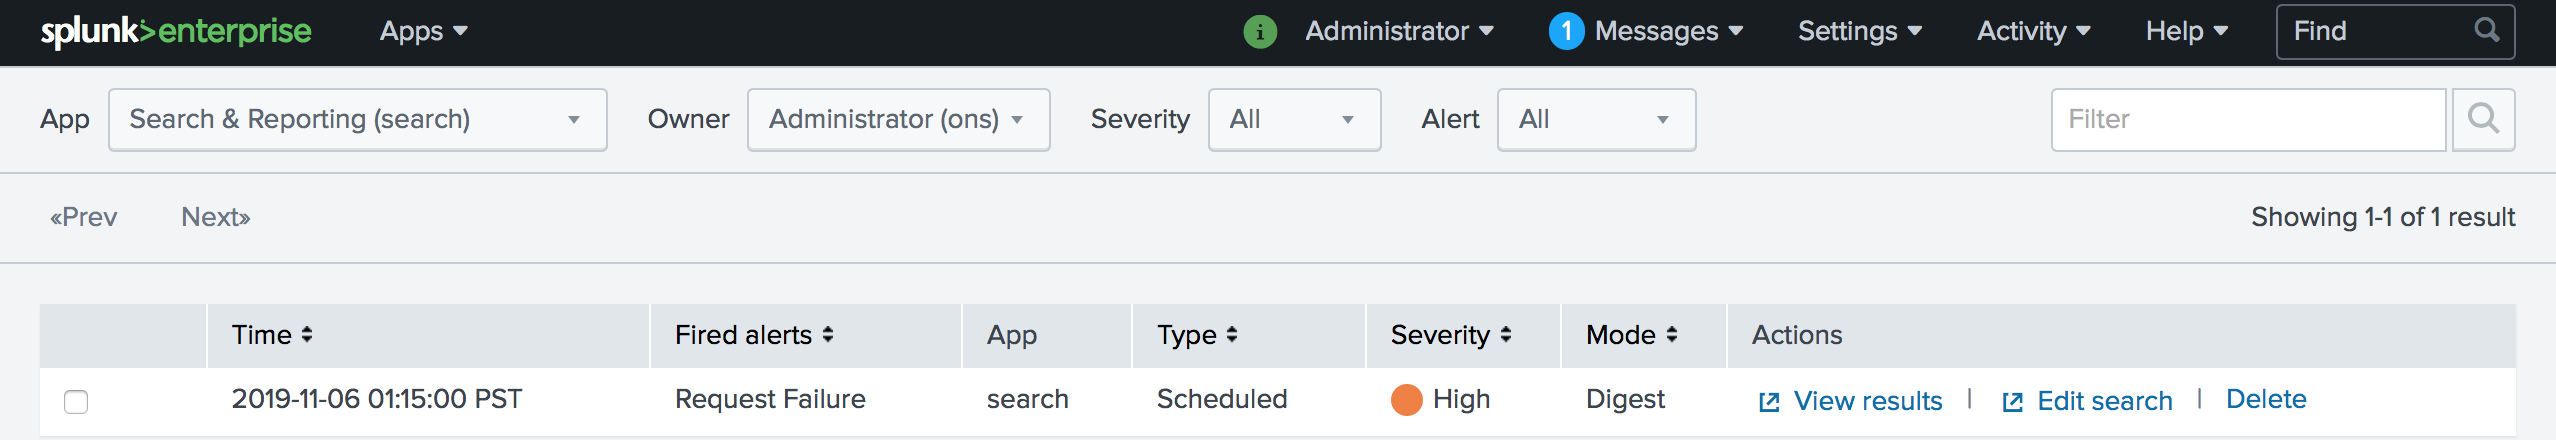 splunk>enterprise Apps i Administrator 1 Messages Settings Activity Help Find
App Search & Reporting (search) Owner Administrator (ons) Severity All Alert All Filter
«Prev Next» Showing 1-1 of 1 result
Time Fired alerts App Type Severity Mode Actions
2019-11-06 01:15:00 PST Request Failure search Scheduled High Digest View results | Edit search | Delete